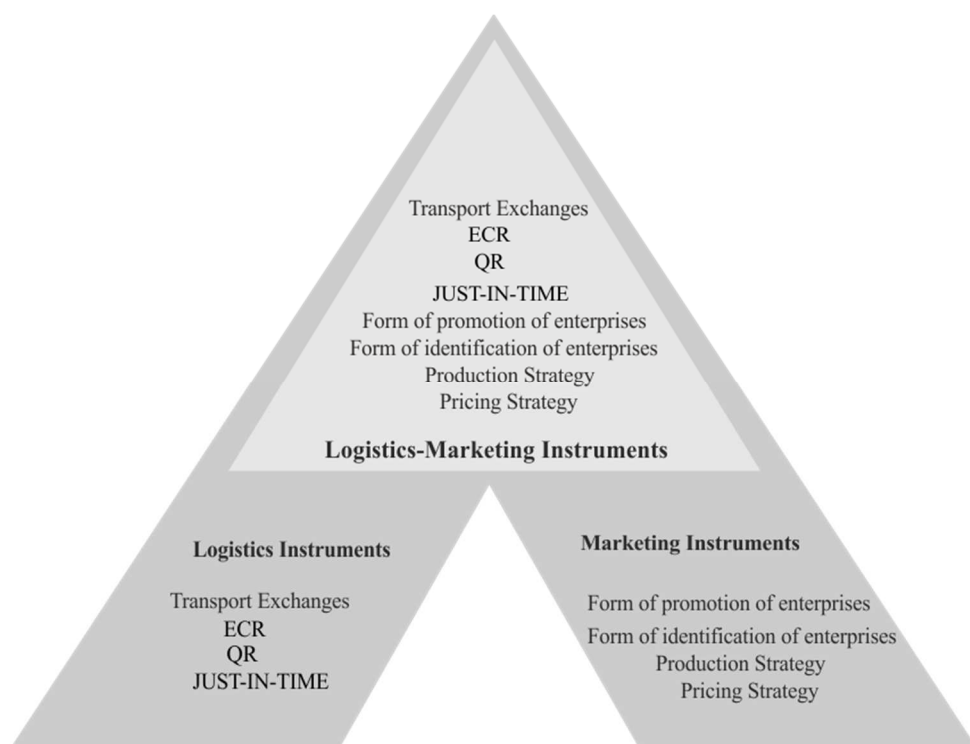 Transport Exchanges
ECR
QR
JUST-IN-TIME
Form of promotion of enterprises
Form of identification of enterprises
Production Strategy
Pricing Strategy
Logistics-Marketing Instruments
Logistics Instruments
Transport Exchanges
ECR
QR
JUST-IN-TIME
Marketing Instruments
Form of promotion of enterprises
Form of identification of enterprises
Production Strategy
Pricing Strategy